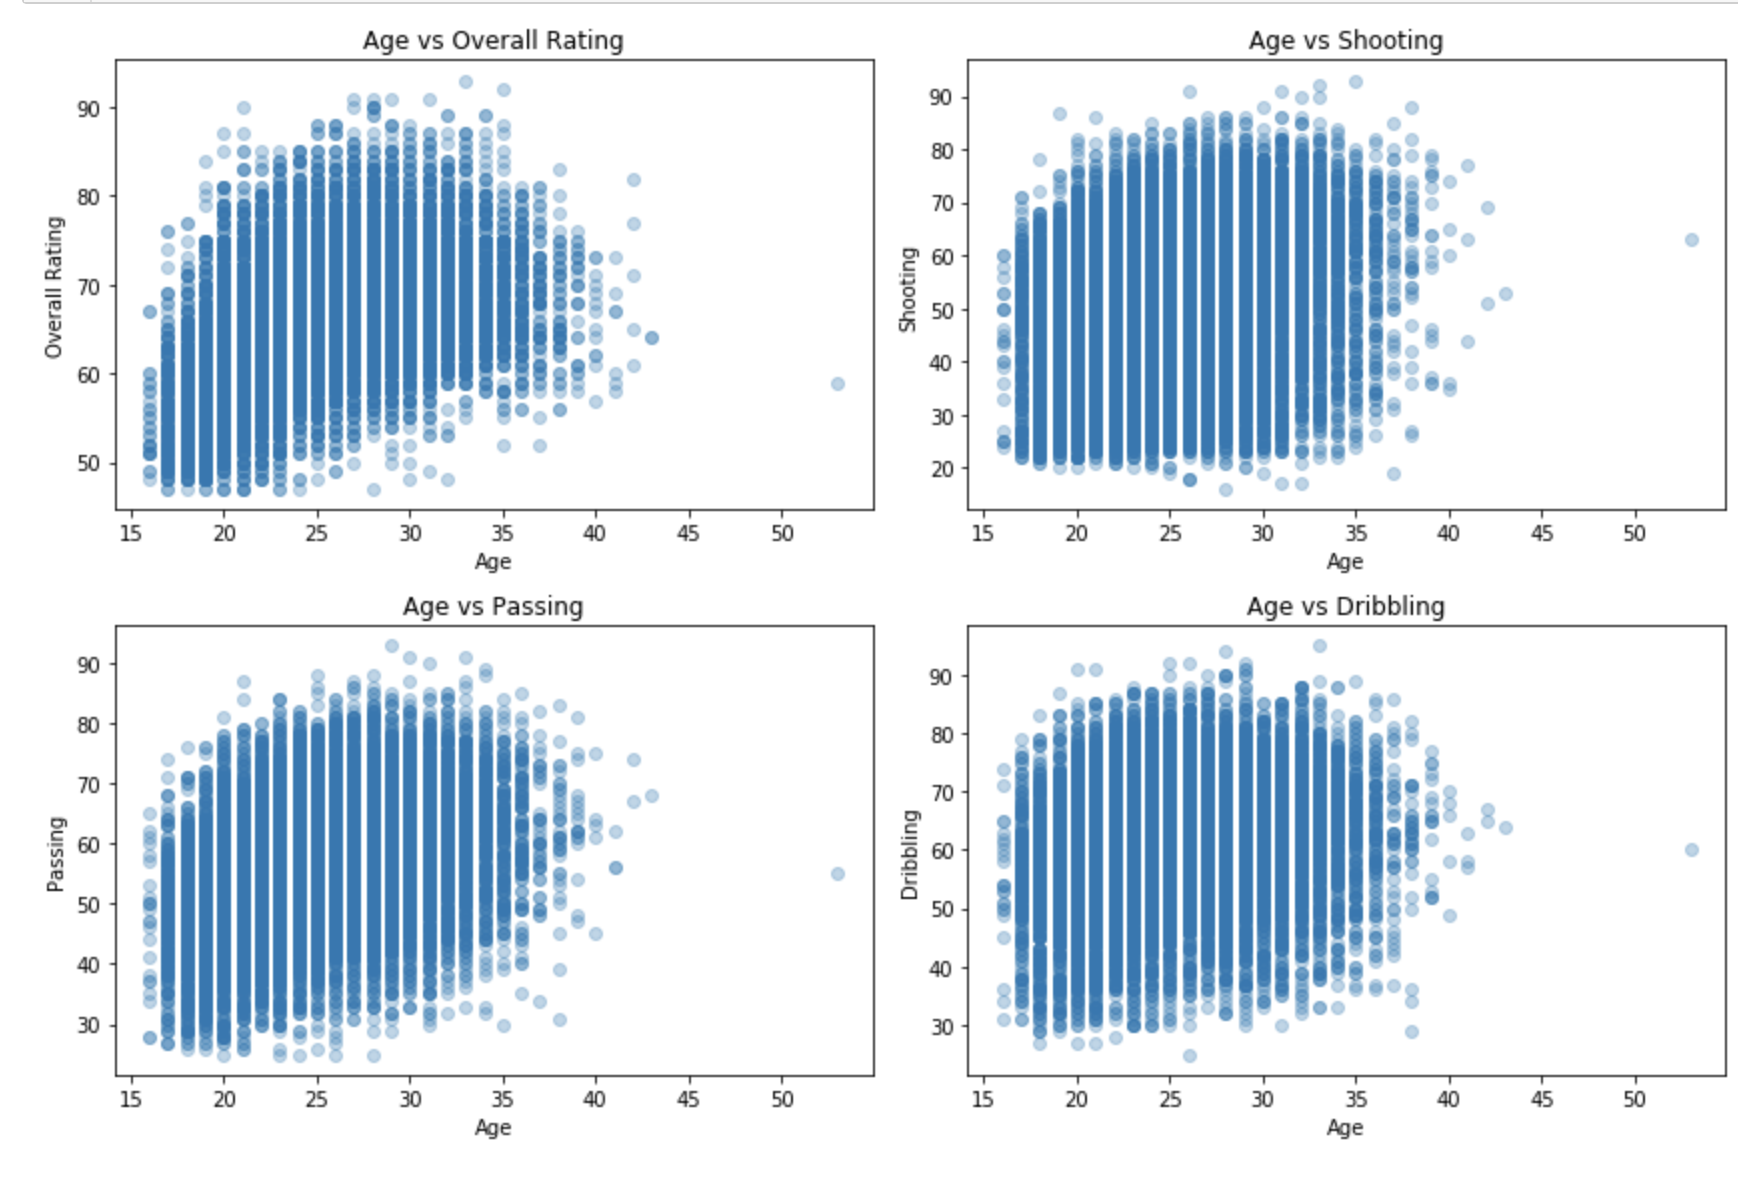 Age vs Overall Rating
Overall Rating
90
80
70
60
50
15 20 25 30 35 40 45 50
Age
Age vs Shooting
Shooting
90
80
70
60
50
40
30
20
15 20 25 30 35 40 45 50
Age
Age vs Passing
Passing
90
80
70
60
50
40
30
15 20 25 30 35 40 45 50
Age
Age vs Dribbling
Dribbling
90
80
70
60
50
40
30
15 20 25 30 35 40 45 50
Age